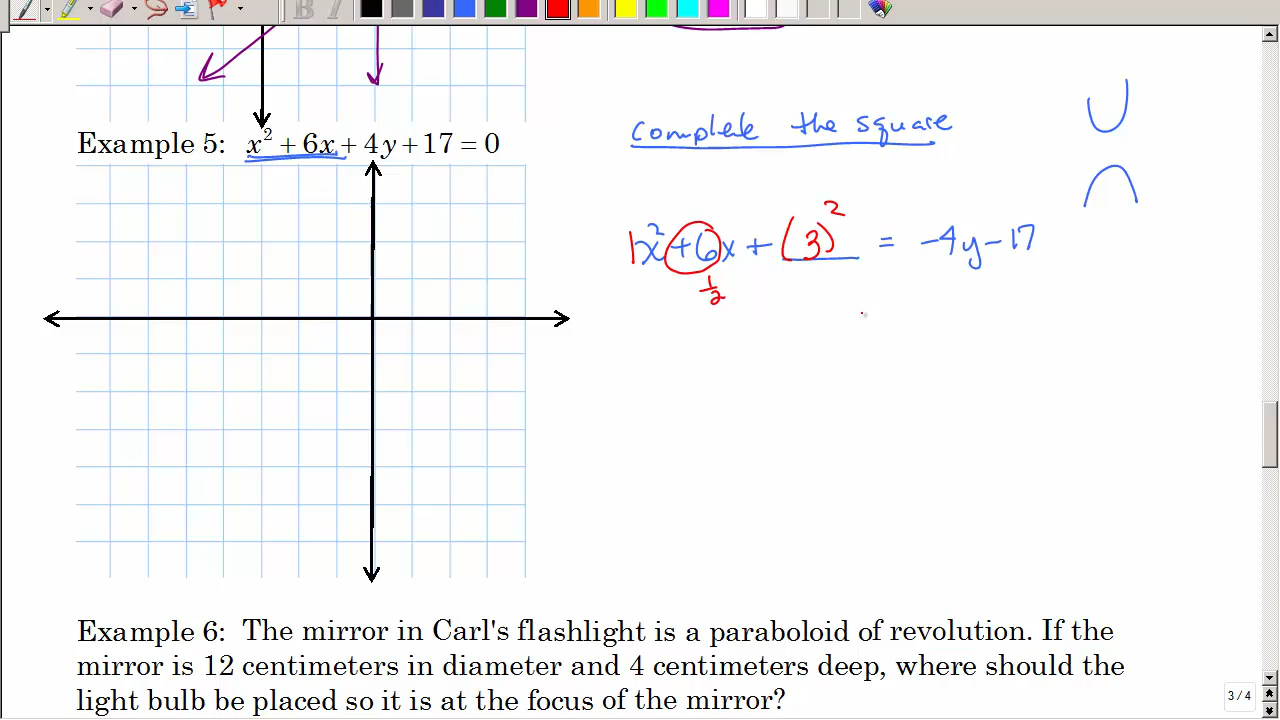 B I U
Complete the square
Example 5: x² + 6x + 4y + 17 = 0
1x² + 6x + (3)² = -4y - 17
1/2
Example 6: The mirror in Carl's flashlight is a paraboloid of revolution. If the
mirror is 12 centimeters in diameter and 4 centimeters deep, where should the
light bulb be placed so it is at the focus of the mirror?
3/4